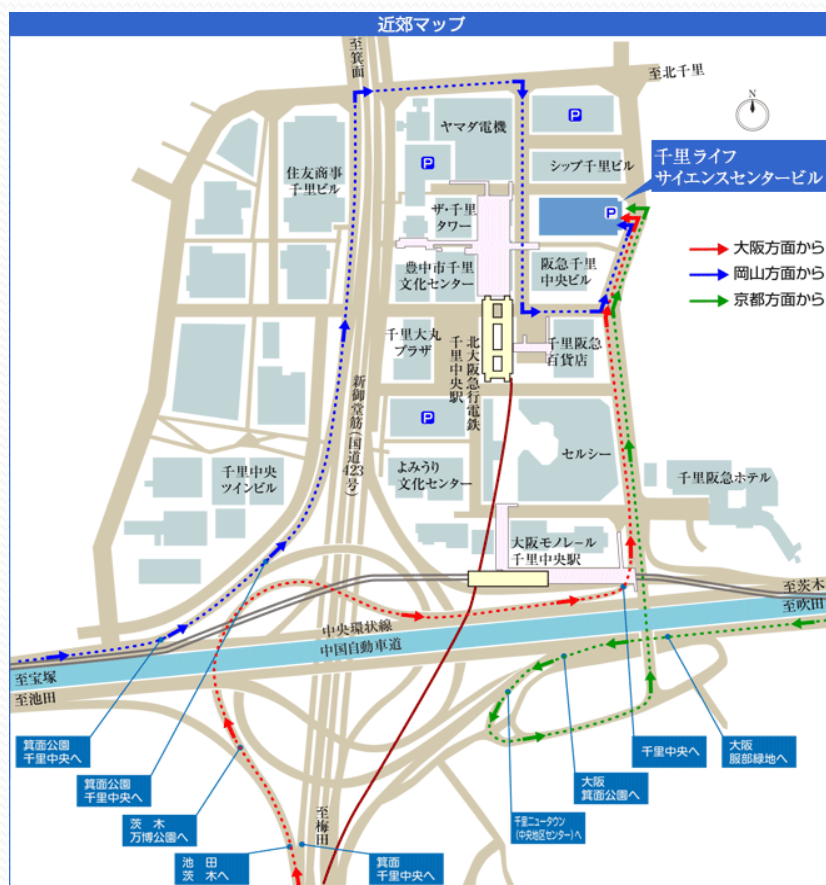 近郊マップ
至箕面
至北千里
N
ヤマダ電機
P
P
住友商事
千里ビル
シップ千里ビル
千里ライフ
サイエンスセンタービル
P
ザ・千里
タワー
豊中市千里
文化センター
阪急千里
中央ビル
大阪方面から
岡山方面から
京都方面から
千里大丸
プラザ
北大阪急行電鉄
千里中央駅
千里阪急
百貨店
新御堂筋(国道423号)
P
セルシー
千里中央
ツインビル
よみうり
文化センター
千里阪急ホテル
大阪モノレール
千里中央駅
至茨木
至吹田
中央環状線
中国自動車道
至宝塚
至池田
箕面公園
千里中央へ
箕面公園
千里中央へ
茨木
万博公園へ
池田
茨木へ
至梅田
箕面
千里中央へ
千里ニュータウン
(中央地区センター)へ
大阪
箕面公園へ
千里中央へ
大阪
服部緑地へ